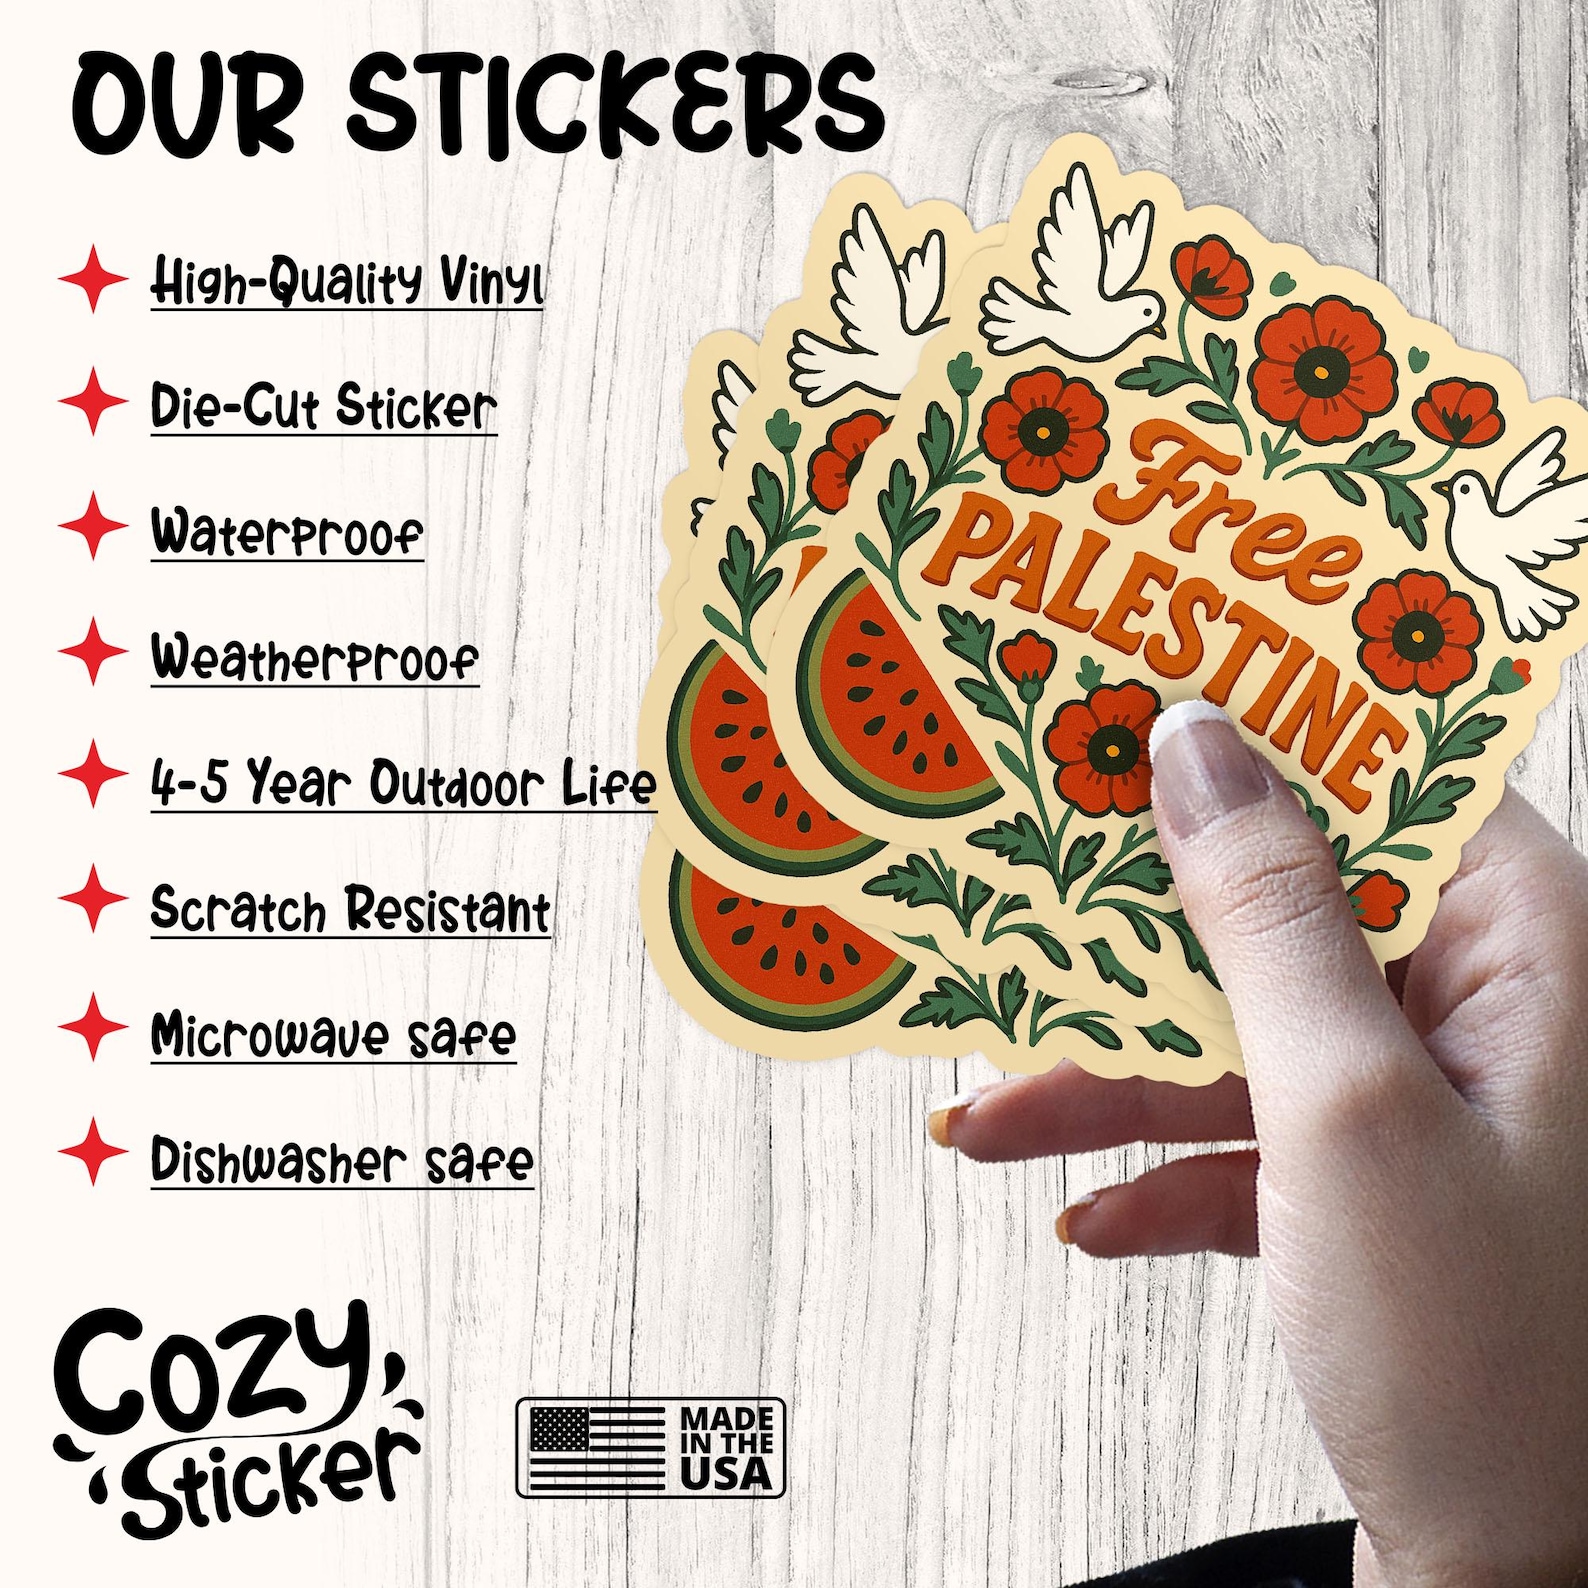 OUR STICKERS
High-Quality Vinyl
Die-Cut Sticker
Waterproof
Weatherproof
4-5 Year Outdoor Life
Scratch Resistant
Microwave safe
Dishwasher safe
Free
PALESTINE
Cozy
Sticker
MADE
IN THE
USA